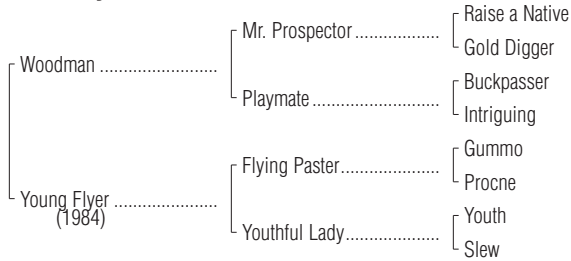 Raise a Native
Mr. Prospector ..................
Gold Digger
Woodman .........................
Buckpasser
Playmate ...........................
Intriguing
Gummo
Flying Paster .....................
Procne
Young Flyer ......................
(1984)
Youth
Youthful Lady ....................
Slew